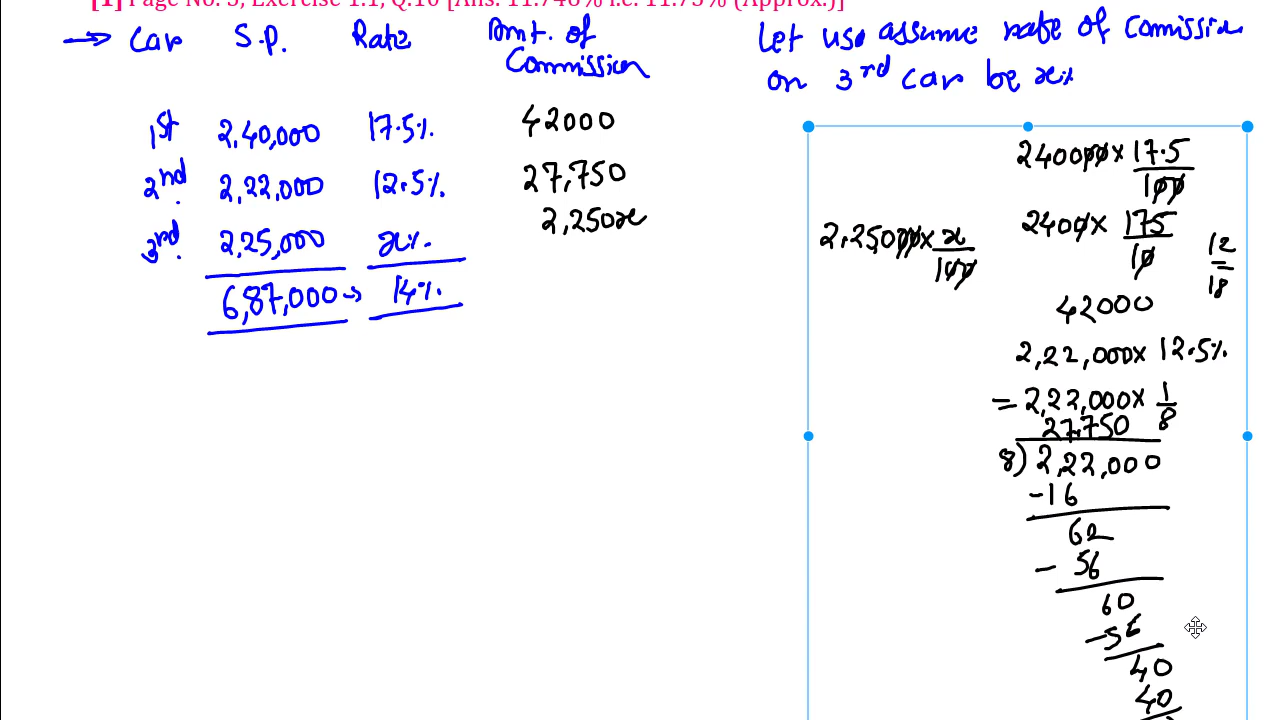 [1] Page No. 5, Exercise 1.1, Q.10 [Ans. 11.746% i.e. 11.75% (Approx.)]
→ Car S.P. Rate Amt. of Commission
1st 2,40,000 17.5% 42000
2nd 2,22,000 12.5% 27,750
3rd 2,25,000 x% 2,250x
6,87,000 → 14%
Let use assume rate of Comission
on 3rd Car be x%
240000 × 17.5/100
2400 × 175/10
12
18
2,25000 × x/100
42000
2,22,000 × 12.5%
= 2,22,000 × 1/8
27,750
8) 2,22,000
-16
62
- 56
60
-56
40
40